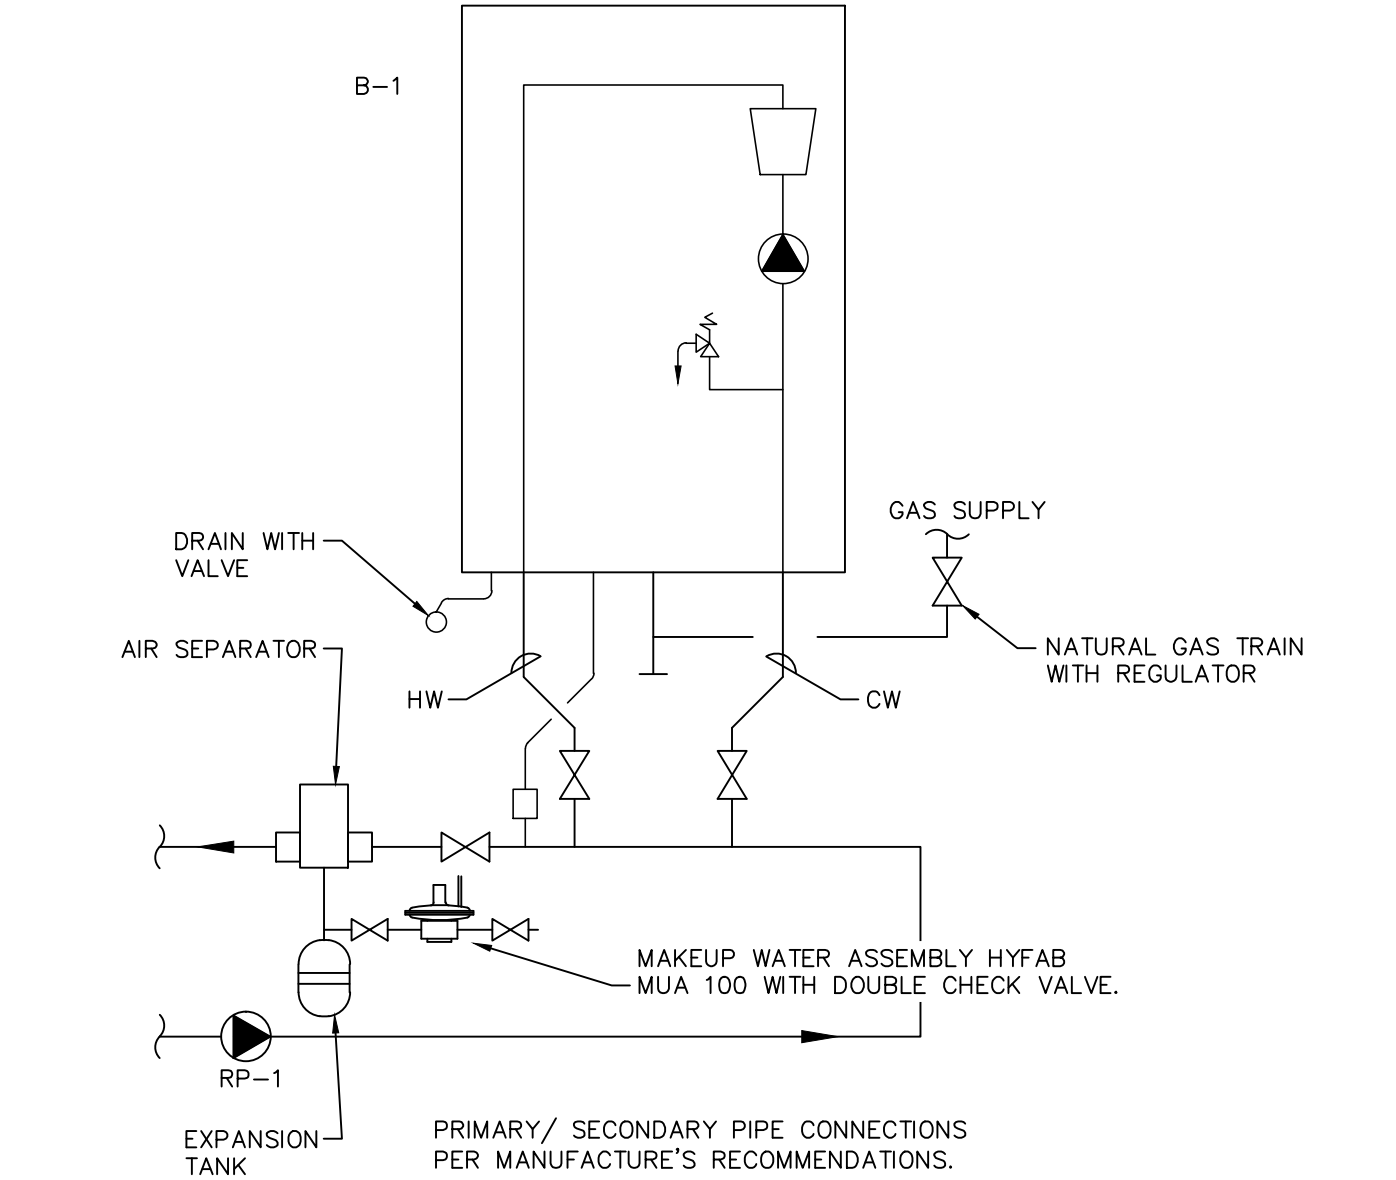 B-1
GAS SUPPLY
DRAIN WITH
VALVE
AIR SEPARATOR
NATURAL GAS TRAIN
WITH REGULATOR
HW
CW
MAKEUP WATER ASSEMBLY HYFAB
MUA 100 WITH DOUBLE CHECK VALVE.
RP-1
EXPANSION
TANK
PRIMARY/ SECONDARY PIPE CONNECTIONS
PER MANUFACTURE'S RECOMMENDATIONS.